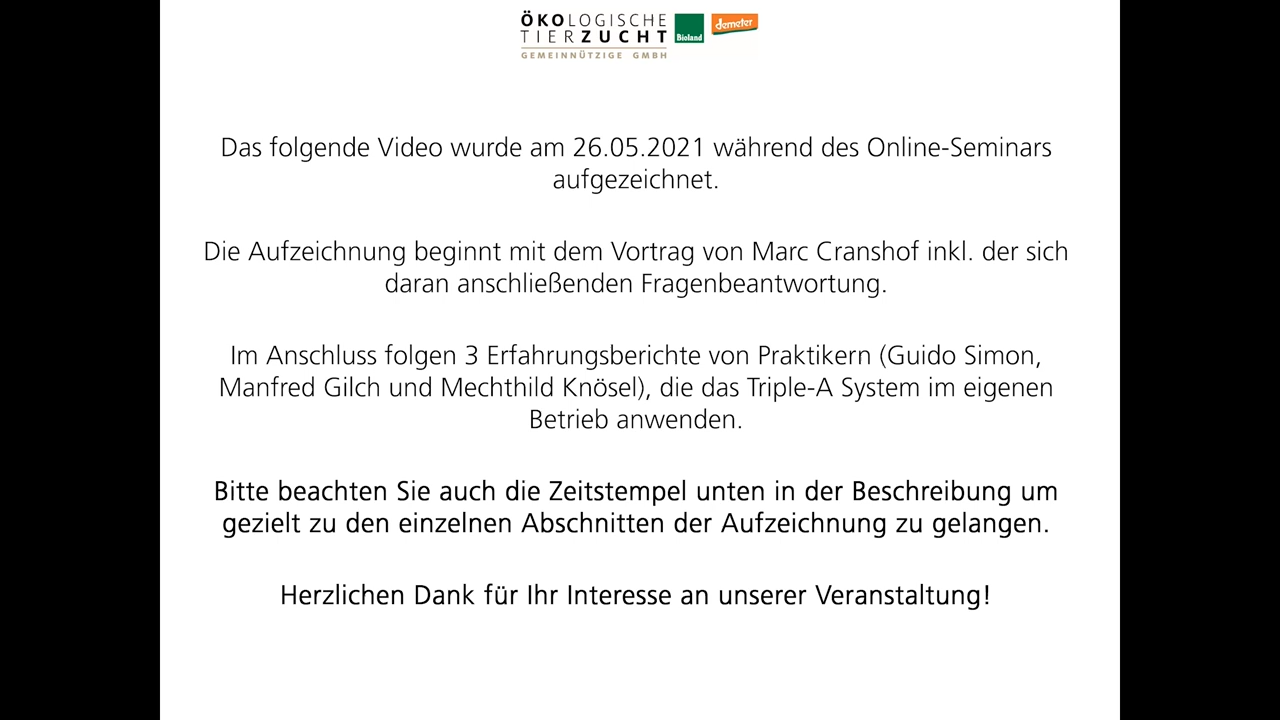 ÖKOLOGISCHE
TIERZUCHT
GEMEINNÜTZIGE GMBH
Bioland
demeter
Das folgende Video wurde am 26.05.2021 während des Online-Seminars
aufgezeichnet.
Die Aufzeichnung beginnt mit dem Vortrag von Marc Cranshof inkl. der sich
daran anschließenden Fragenbeantwortung.
Im Anschluss folgen 3 Erfahrungsberichte von Praktikern (Guido Simon,
Manfred Gilch und Mechthild Knösel), die das Triple-A System im eigenen
Betrieb anwenden.
Bitte beachten Sie auch die Zeitstempel unten in der Beschreibung um
gezielt zu den einzelnen Abschnitten der Aufzeichnung zu gelangen.
Herzlichen Dank für Ihr Interesse an unserer Veranstaltung!